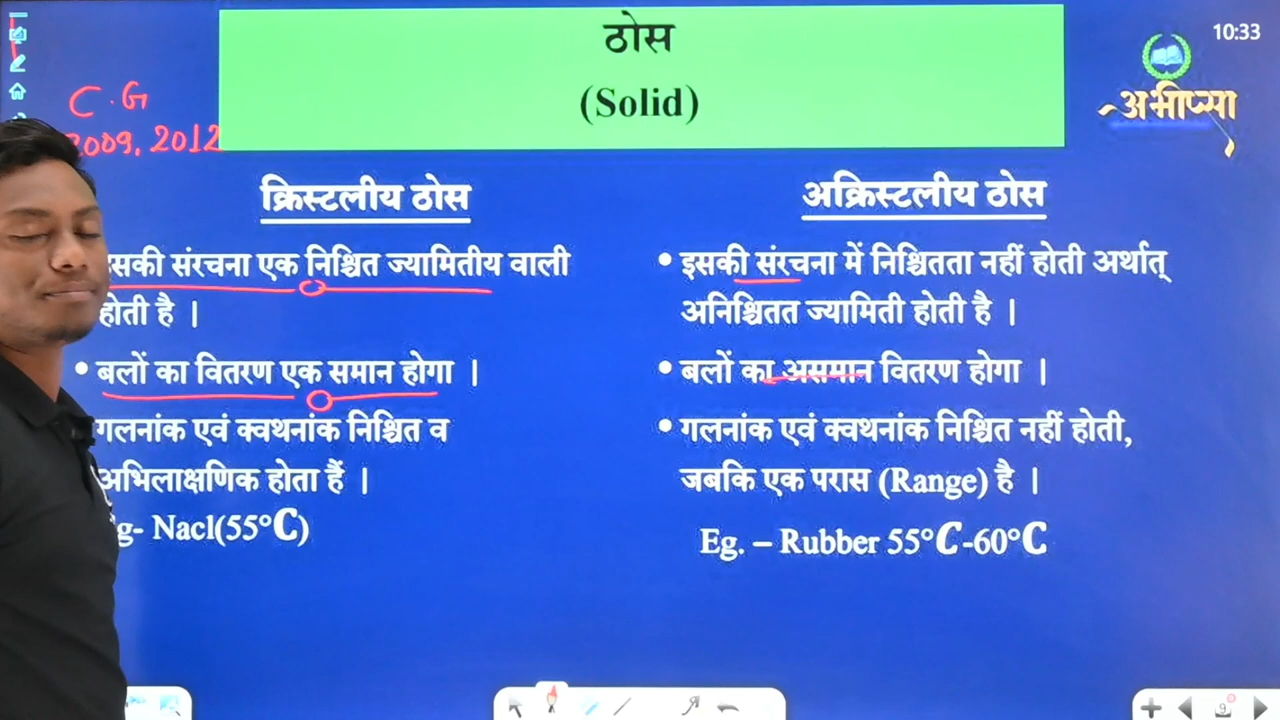 10:33
ठोस
(Solid)
अभीप्सा
C.G
2009, 2012
क्रिस्टलीय ठोस
संरचना एक निश्चित ज्यामितीय वाली
होती है |
• बलों का वितरण एक समान होगा |
गलनांक एवं क्वथनांक निश्चित व
अभिलाक्षणिक होता हैं |
g- Nacl(55°C)
अक्रिस्टलीय ठोस
• इसकी संरचना में निश्चितता नहीं होती अर्थात्
अनिश्चितत ज्यामिती होती है |
• बलों का असमान वितरण होगा |
• गलनांक एवं क्वथनांक निश्चित नहीं होती,
जबकि एक परास (Range) है |
Eg. – Rubber 55°C-60°C
9